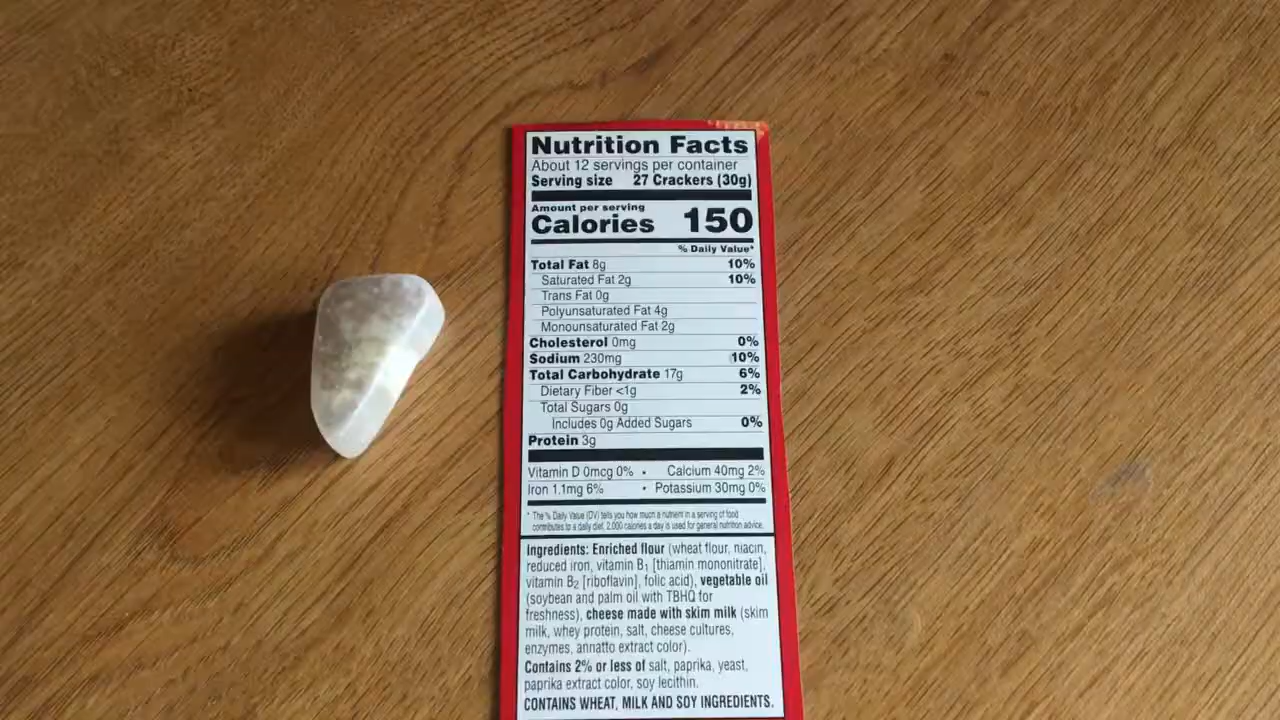 Nutrition Facts
About 12 servings per container
Serving size 27 Crackers (30g)
Amount per serving
Calories 150
% Daily Value*
Total Fat 8g 10%
Saturated Fat 2g 10%
Trans Fat 0g
Polyunsaturated Fat 4g
Monounsaturated Fat 2g
Cholesterol 0mg 0%
Sodium 230mg 10%
Total Carbohydrate 17g 6%
Dietary Fiber <1g 2%
Total Sugars 0g
Includes 0g Added Sugars 0%
Protein 3g
Vitamin D 0mcg 0% • Calcium 40mg 2%
Iron 1.1mg 6% • Potassium 30mg 0%
* The % Daily Value (DV) tells you how much a nutrient in a serving of food
contributes to a daily diet. 2,000 calories a day is used for general nutrition advice.
Ingredients: Enriched flour (wheat flour, niacin,
reduced iron, vitamin B1 [thiamin mononitrate],
vitamin B2 [riboflavin], folic acid), vegetable oil
(soybean and palm oil with TBHQ for
freshness), cheese made with skim milk (skim
milk, whey protein, salt, cheese cultures,
enzymes, annatto extract color).
Contains 2% or less of salt, paprika, yeast,
paprika extract color, soy lecithin.
CONTAINS WHEAT, MILK AND SOY INGREDIENTS.